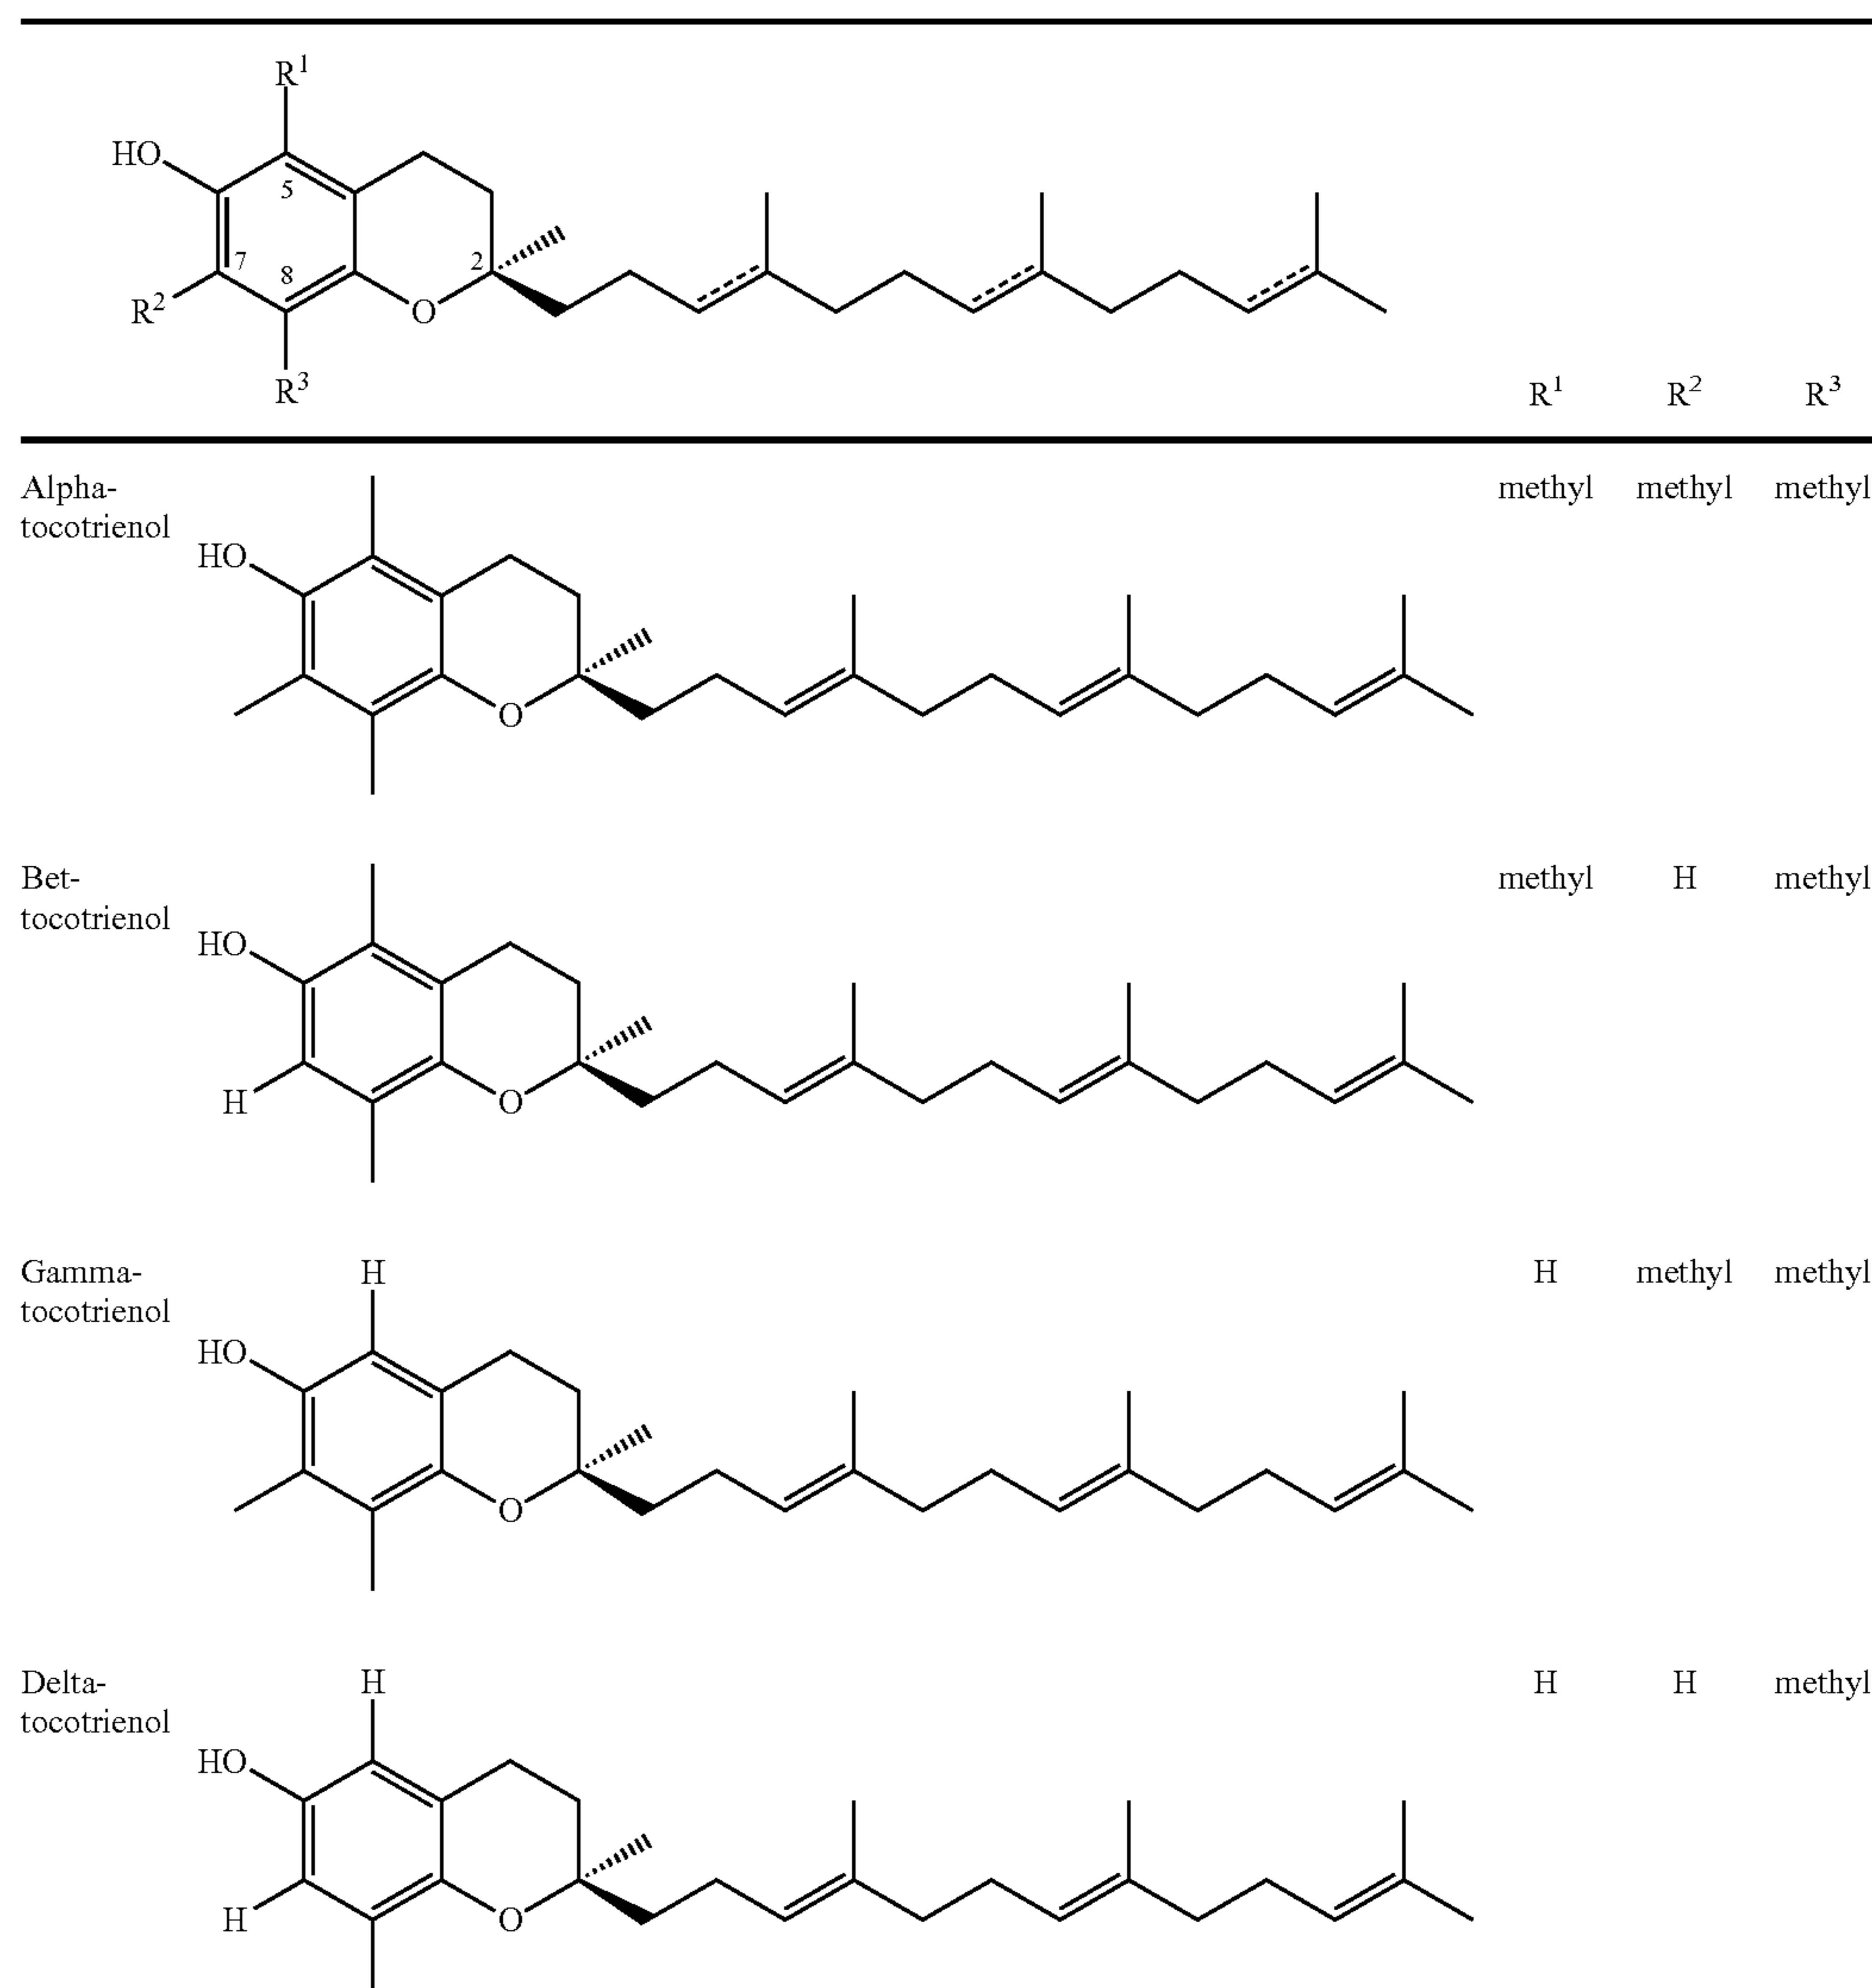 R¹
HO
5
7
8
2
R²
O
R³
R¹ R² R³
Alpha-
tocotrienol
methyl methyl methyl
HO
O
Bet-
tocotrienol
methyl H methyl
HO
H
O
Gamma-
tocotrienol
H
H methyl methyl
HO
O
Delta-
tocotrienol
H
H H methyl
HO
H
O